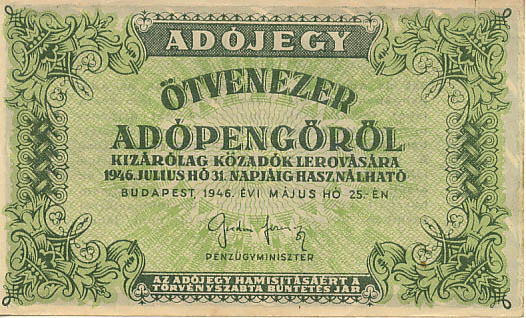 ADÓJEGY
ÖTVENEZER
ADÓPENGŐRŐL
KIZÁRÓLAG KÖZADÓK LEROVÁSÁRA
1946. JULIUS HÓ 31. NAPJÁIG HASZNÁLHATÓ
BUDAPEST, 1946. ÉVI MÁJUS HÓ 25.-ÉN
PÉNZÜGYMINISZTER
AZ ADÓJEGY HAMISITÁSÁÉRT A
TÖRVÉNYSZABTA BÜNTETÉS JÁR